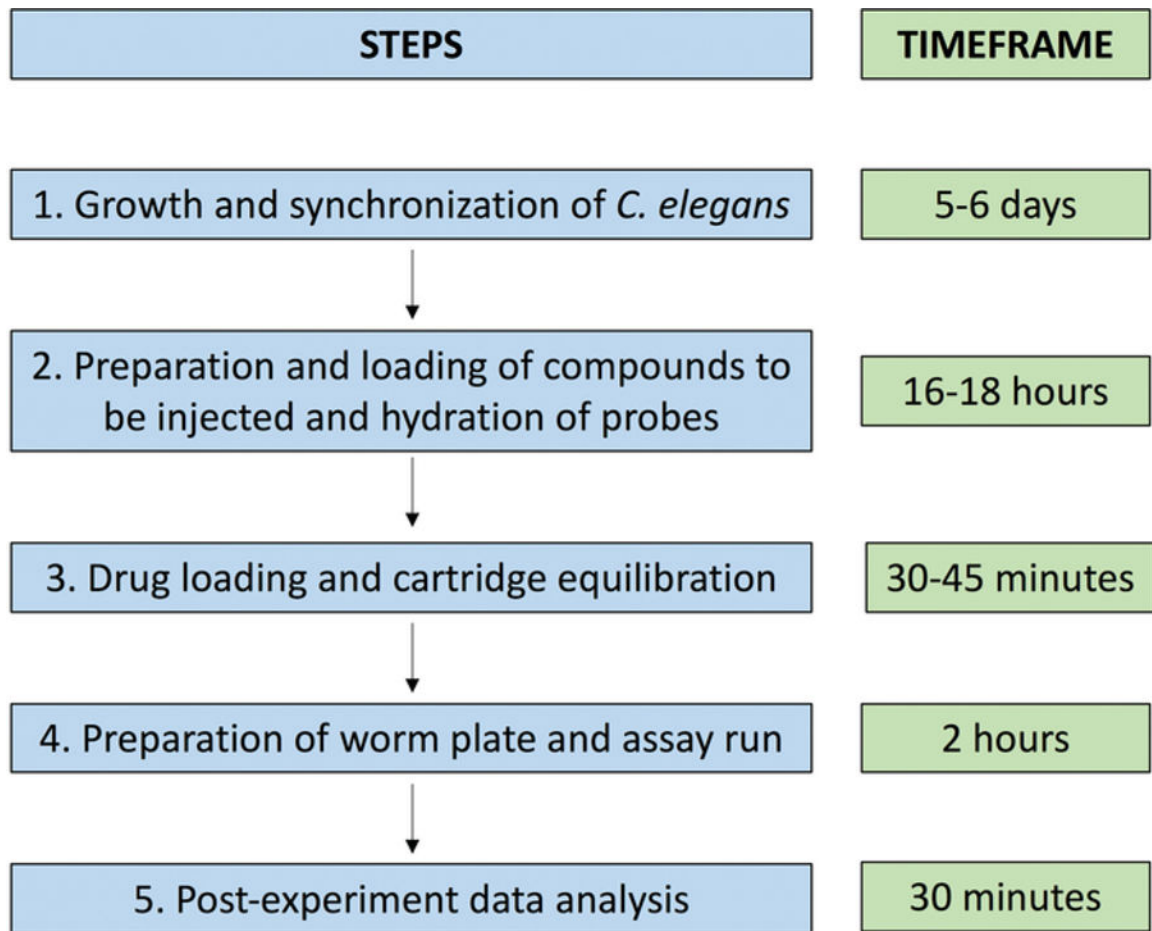 STEPS
TIMEFRAME
1. Growth and synchronization of C. elegans
5-6 days
2. Preparation and loading of compounds to
be injected and hydration of probes
16-18 hours
3. Drug loading and cartridge equilibration
30-45 minutes
4. Preparation of worm plate and assay run
2 hours
5. Post-experiment data analysis
30 minutes